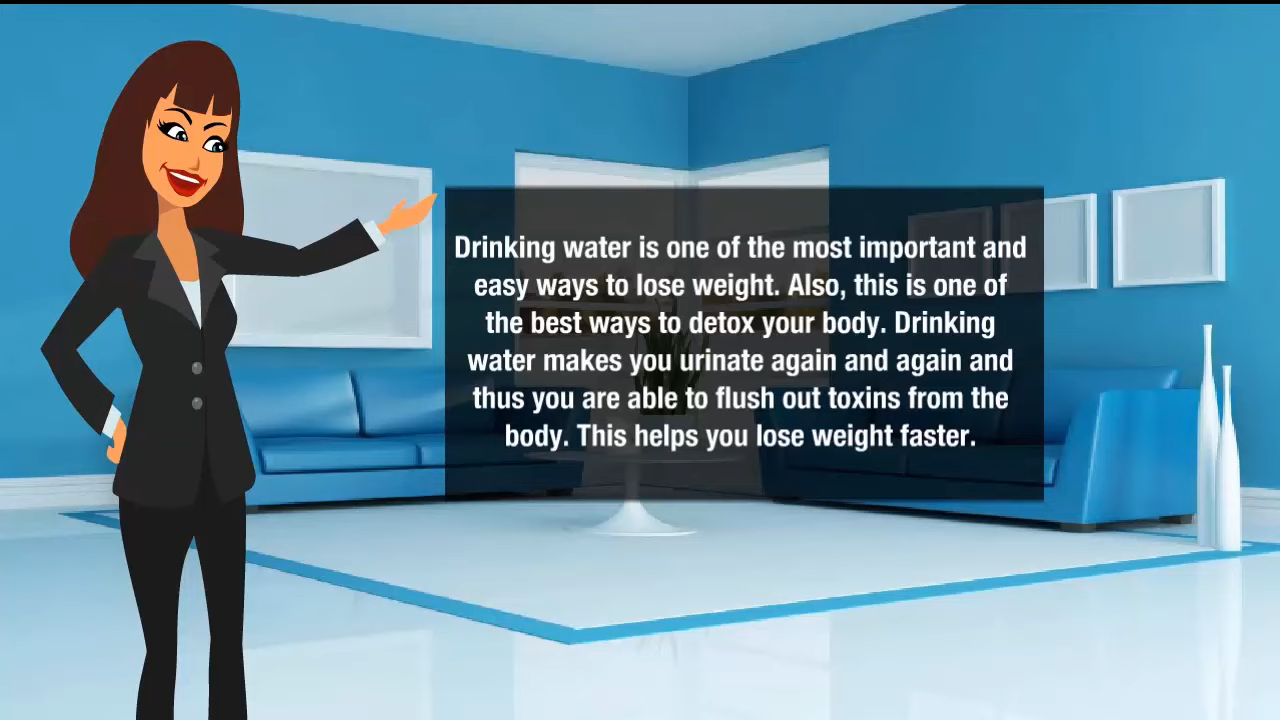 Drinking water is one of the most important and
easy ways to lose weight. Also, this is one of
the best ways to detox your body. Drinking
water makes you urinate again and again and
thus you are able to flush out toxins from the
body. This helps you lose weight faster.